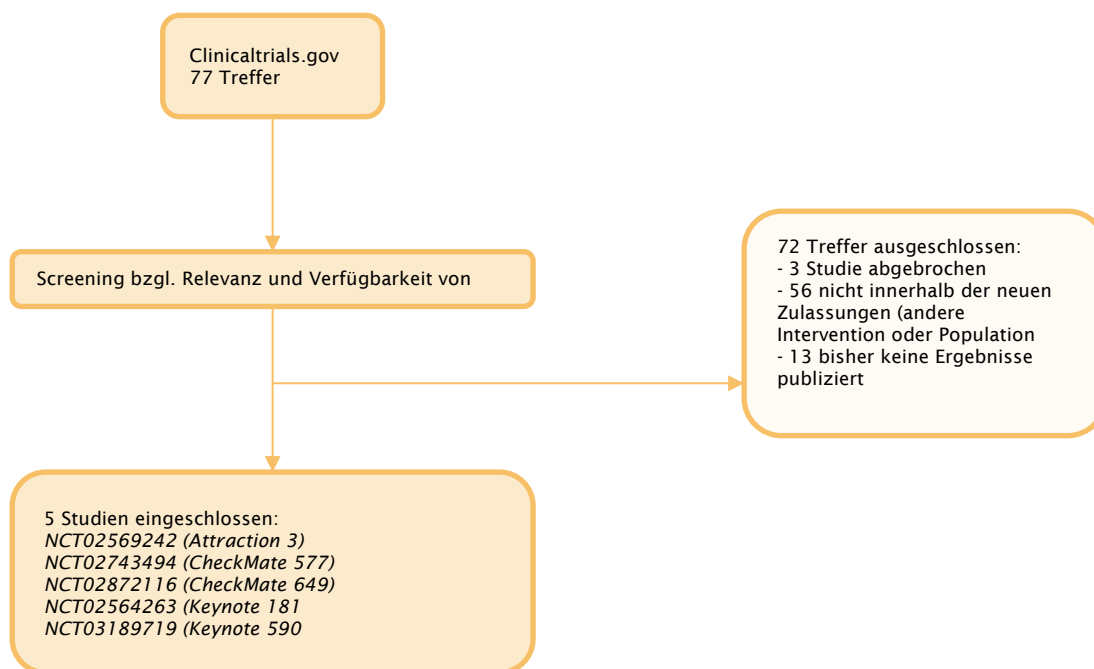 Clinicaltrials.gov
77 Treffer
Screening bzgl. Relevanz und Verfügbarkeit von
72 Treffer ausgeschlossen:
- 3 Studie abgebrochen
- 56 nicht innerhalb der neuen
Zulassungen (andere
Intervention oder Population
- 13 bisher keine Ergebnisse
publiziert
5 Studien eingeschlossen:
NCT02569242 (Attraction 3)
NCT02743494 (CheckMate 577)
NCT02872116 (CheckMate 649)
NCT02564263 (Keynote 181
NCT03189719 (Keynote 590